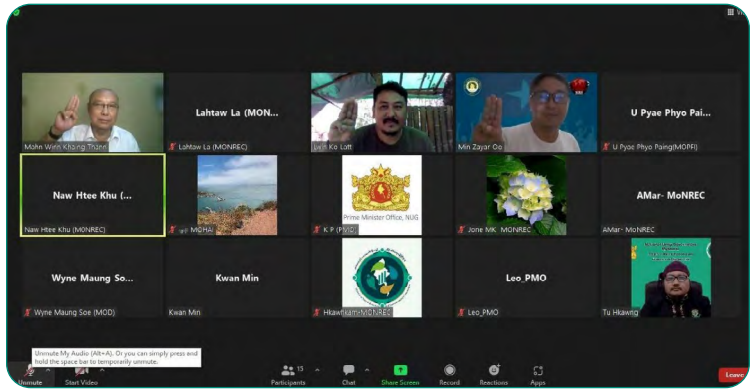 Mahn Winn Khaing Thann
Lahtaw La (MON...
Lahtaw La (MONREC)
Lwin Ko Latt
Min Zayar Oo
U Pyae Phyo Pai...
U Pyae Phyo Paing(MOPFI)
Naw Htee Khu (...
Naw Htee Khu (MONREC)
MOHAI
Prime Minister Office, NUG
K P (PMO)
Jone MK- MONREC
AMar- MoNREC
AMar- MoNREC
Wyne Maung So...
Wyne Maung Soe (MOD)
Kwan Min
Kwan Min
Hkawnkam-MONREC
Leo_PMO
Leo_PMO
Tu Hkawng
Unmute My Audio (Alt+A). Or you can simply press and
hold the space bar to temporarily unmute.
Unmute
Start Video
13
Participants
Chat
Share Screen
Record
Reactions
Apps
Leave